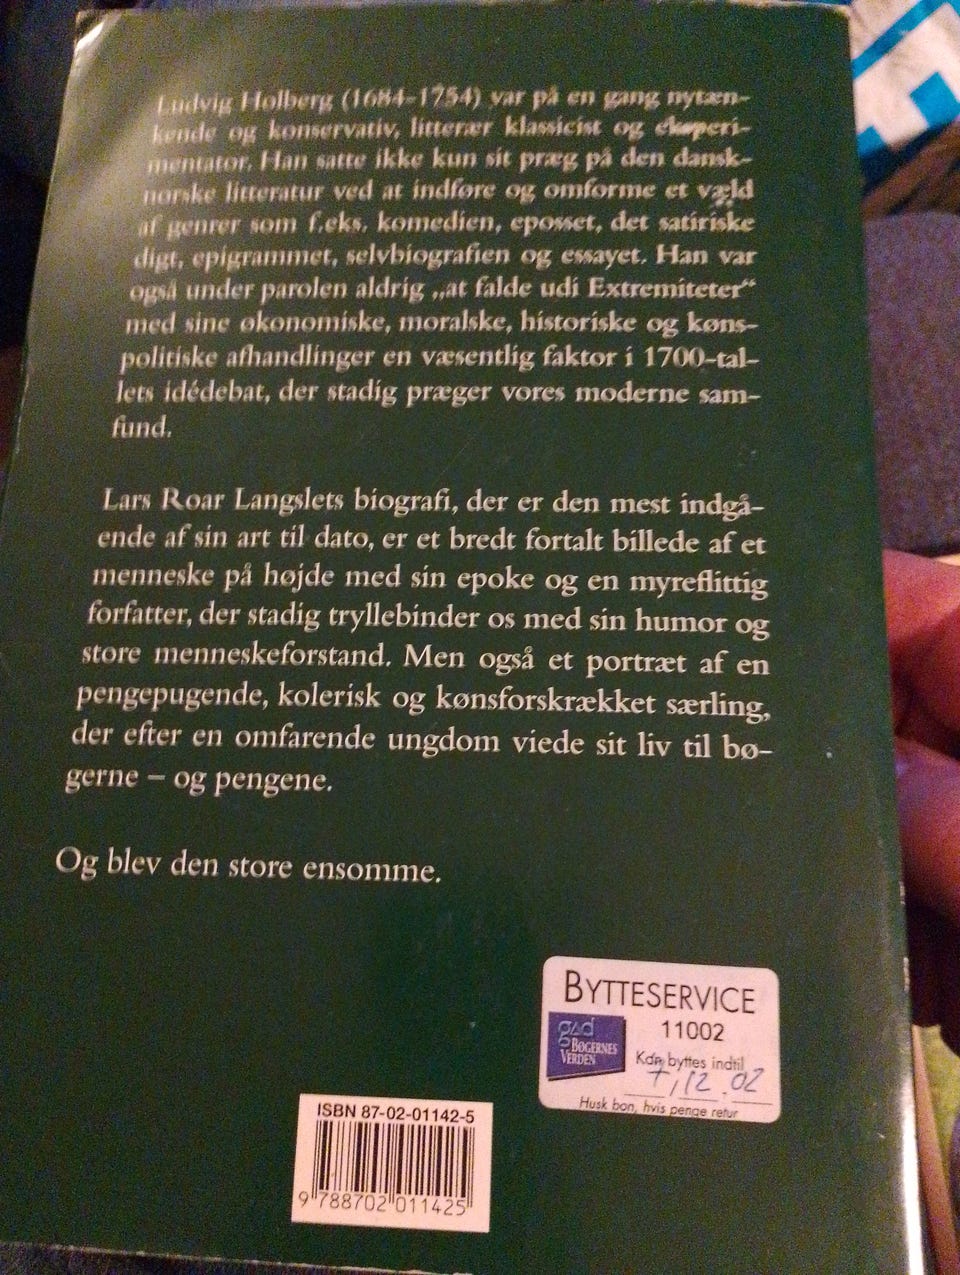 Ludvig Holberg (1684-1754) var på en gang nytæn-
kende og konservativ, litterær klassicist og eksperi-
mentator. Han satte ikke kun sit præg på den dansk-
norske litteratur ved at indføre og omforme et væld
af genrer som f.eks. komedien, eposset, det satiriske
digt, epigrammet, selvbiografien og essayet. Han var
også under parolen aldrig „at falde udi Extremiteter“
med sine økonomiske, moralske, historiske og køns-
politiske afhandlinger en væsentlig faktor i 1700-tal-
lets idédebat, der stadig præger vores moderne sam-
fund.
Lars Roar Langslets biografi, der er den mest indgå-
ende af sin art til dato, er et bredt fortalt billede af et
menneske på højde med sin epoke og en myreflittig
forfatter, der stadig tryllebinder os med sin humor og
store menneskeforstand. Men også et portræt af en
pengepugende, kolerisk og kønsforskrækket særling,
der efter en omfarende ungdom viede sit liv til bø-
gerne – og pengene.
Og blev den store ensomme.
BYTTESERVICE
11002
gad
BØGERNES
VERDEN
Kan byttes indtil
7/12.02
Husk bon, hvis penge retur
ISBN 87-02-01142-5
9 788702 011425